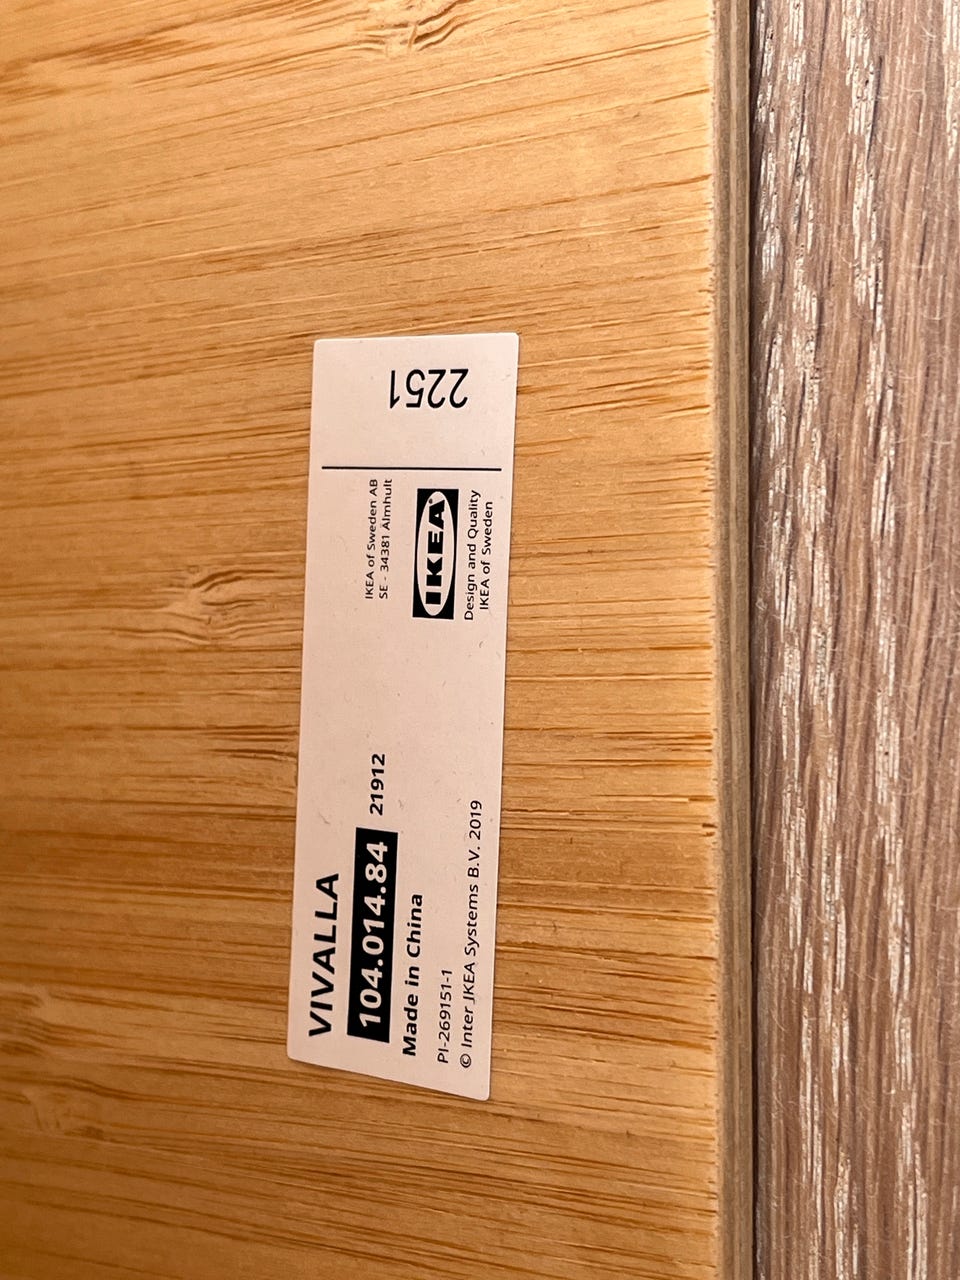 VIVALLA
104.014.84 21912
Made in China
PI-269151-1
© Inter IKEA Systems B.V. 2019
IKEA of Sweden AB
SE - 34381 Älmhult
IKEA®
Design and Quality
IKEA of Sweden
2251